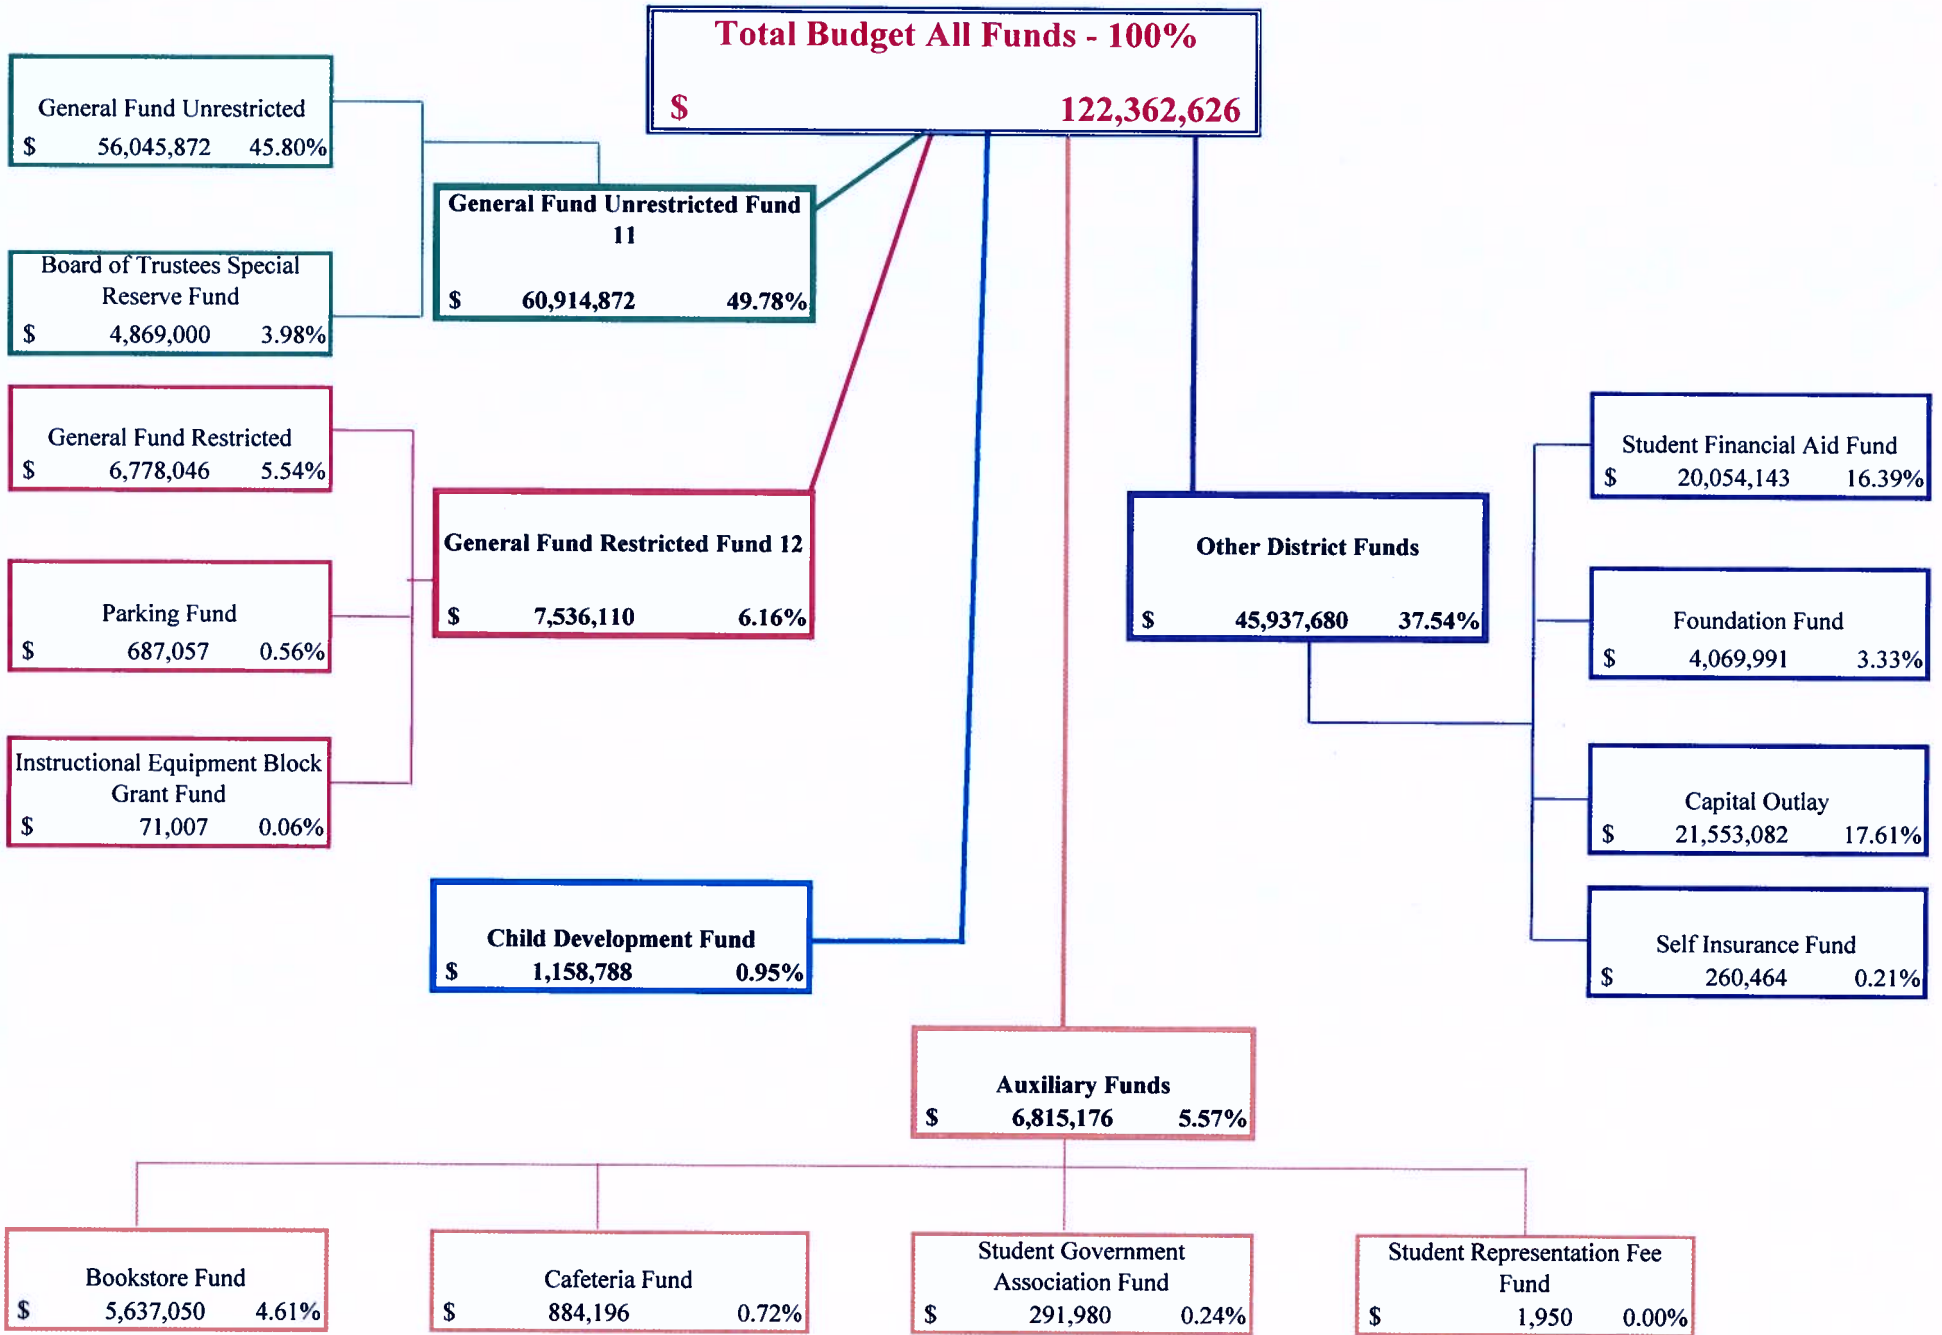 Total Budget All Funds - 100%
$ 122,362,626
General Fund Unrestricted
$ 56,045,872 45.80%
General Fund Unrestricted Fund
11
$ 60,914,872 49.78%
Board of Trustees Special
Reserve Fund
$ 4,869,000 3.98%
General Fund Restricted
$ 6,778,046 5.54%
General Fund Restricted Fund 12
$ 7,536,110 6.16%
Parking Fund
$ 687,057 0.56%
Instructional Equipment Block
Grant Fund
$ 71,007 0.06%
Other District Funds
$ 45,937,680 37.54%
Student Financial Aid Fund
$ 20,054,143 16.39%
Foundation Fund
$ 4,069,991 3.33%
Capital Outlay
$ 21,553,082 17.61%
Self Insurance Fund
$ 260,464 0.21%
Child Development Fund
$ 1,158,788 0.95%
Auxiliary Funds
$ 6,815,176 5.57%
Bookstore Fund
$ 5,637,050 4.61%
Cafeteria Fund
$ 884,196 0.72%
Student Government
Association Fund
$ 291,980 0.24%
Student Representation Fee
Fund
$ 1,950 0.00%